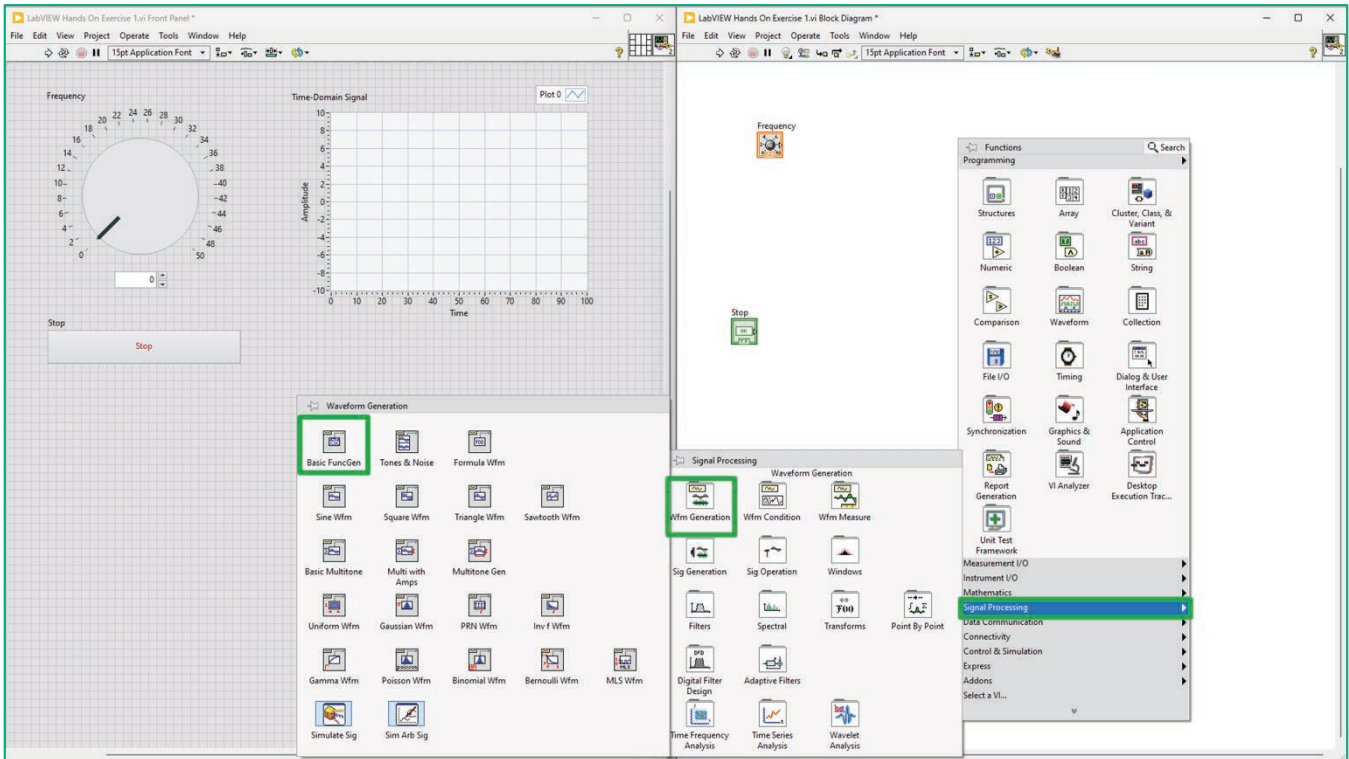 LabVIEW Hands On Exercise 1.vi Front Panel *
File Edit View Project Operate Tools Window Help
15pt Application Font
Frequency
0 2 4 6 8 10 12 14 16 18 20 22 24 26 28 30 32 34 36 38 40 42 44 46 48 50
0
Time-Domain Signal
Plot 0
Amplitude
10
8
6
4
2
0
-2
-4
-6
-8
-10
0 10 20 30 40 50 60 70 80 90 100
Time
Stop
Stop
Waveform Generation
Basic FuncGen Tones & Noise Formula Wfm
Sine Wfm Square Wfm Triangle Wfm Sawtooth Wfm
Basic Multitone Multi with Amps Multitone Gen
Uniform Wfm Gaussian Wfm PRN Wfm Inv f Wfm
Gamma Wfm Poisson Wfm Binomial Wfm Bernoulli Wfm MLS Wfm
Simulate Sig Sim Arb Sig
LabVIEW Hands On Exercise 1.vi Block Diagram *
File Edit View Project Operate Tools Window Help
15pt Application Font
Frequency
Stop
Signal Processing
Waveform Generation
Wfm Generation Wfm Condition Wfm Measure
Sig Generation Sig Operation Windows
Filters Spectral Transforms Point By Point
Digital Filter Design Adaptive Filters
Time Frequency Analysis Time Series Analysis Wavelet Analysis
Functions Search
Programming
Structures Array Cluster, Class, & Variant
Numeric Boolean String
Comparison Waveform Collection
File I/O Timing Dialog & User Interface
Synchronization Graphics & Sound Application Control
Report Generation VI Analyzer Desktop Execution Trac...
Unit Test Framework
Measurement I/O
Instrument I/O
Mathematics
Signal Processing
Data Communication
Connectivity
Control & Simulation
Express
Addons
Select a VI...